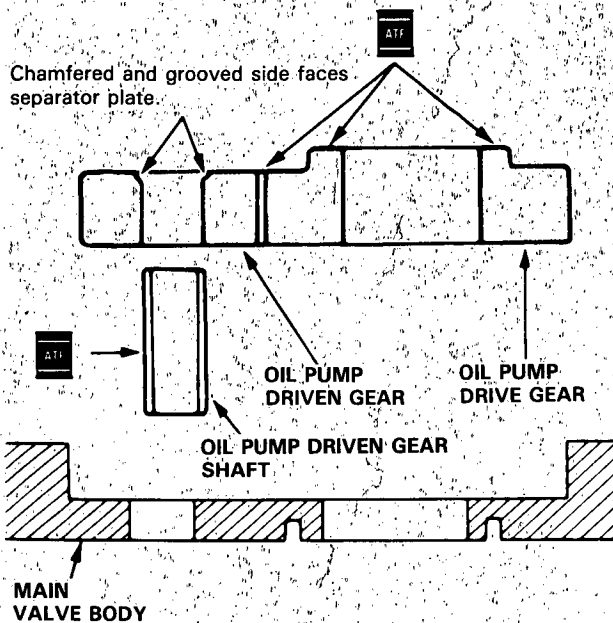 ATF
Chamfered and grooved side faces
separator plate.
ATF
OIL PUMP
DRIVEN GEAR
OIL PUMP
DRIVE GEAR
OIL PUMP DRIVEN GEAR
SHAFT
MAIN
VALVE BODY